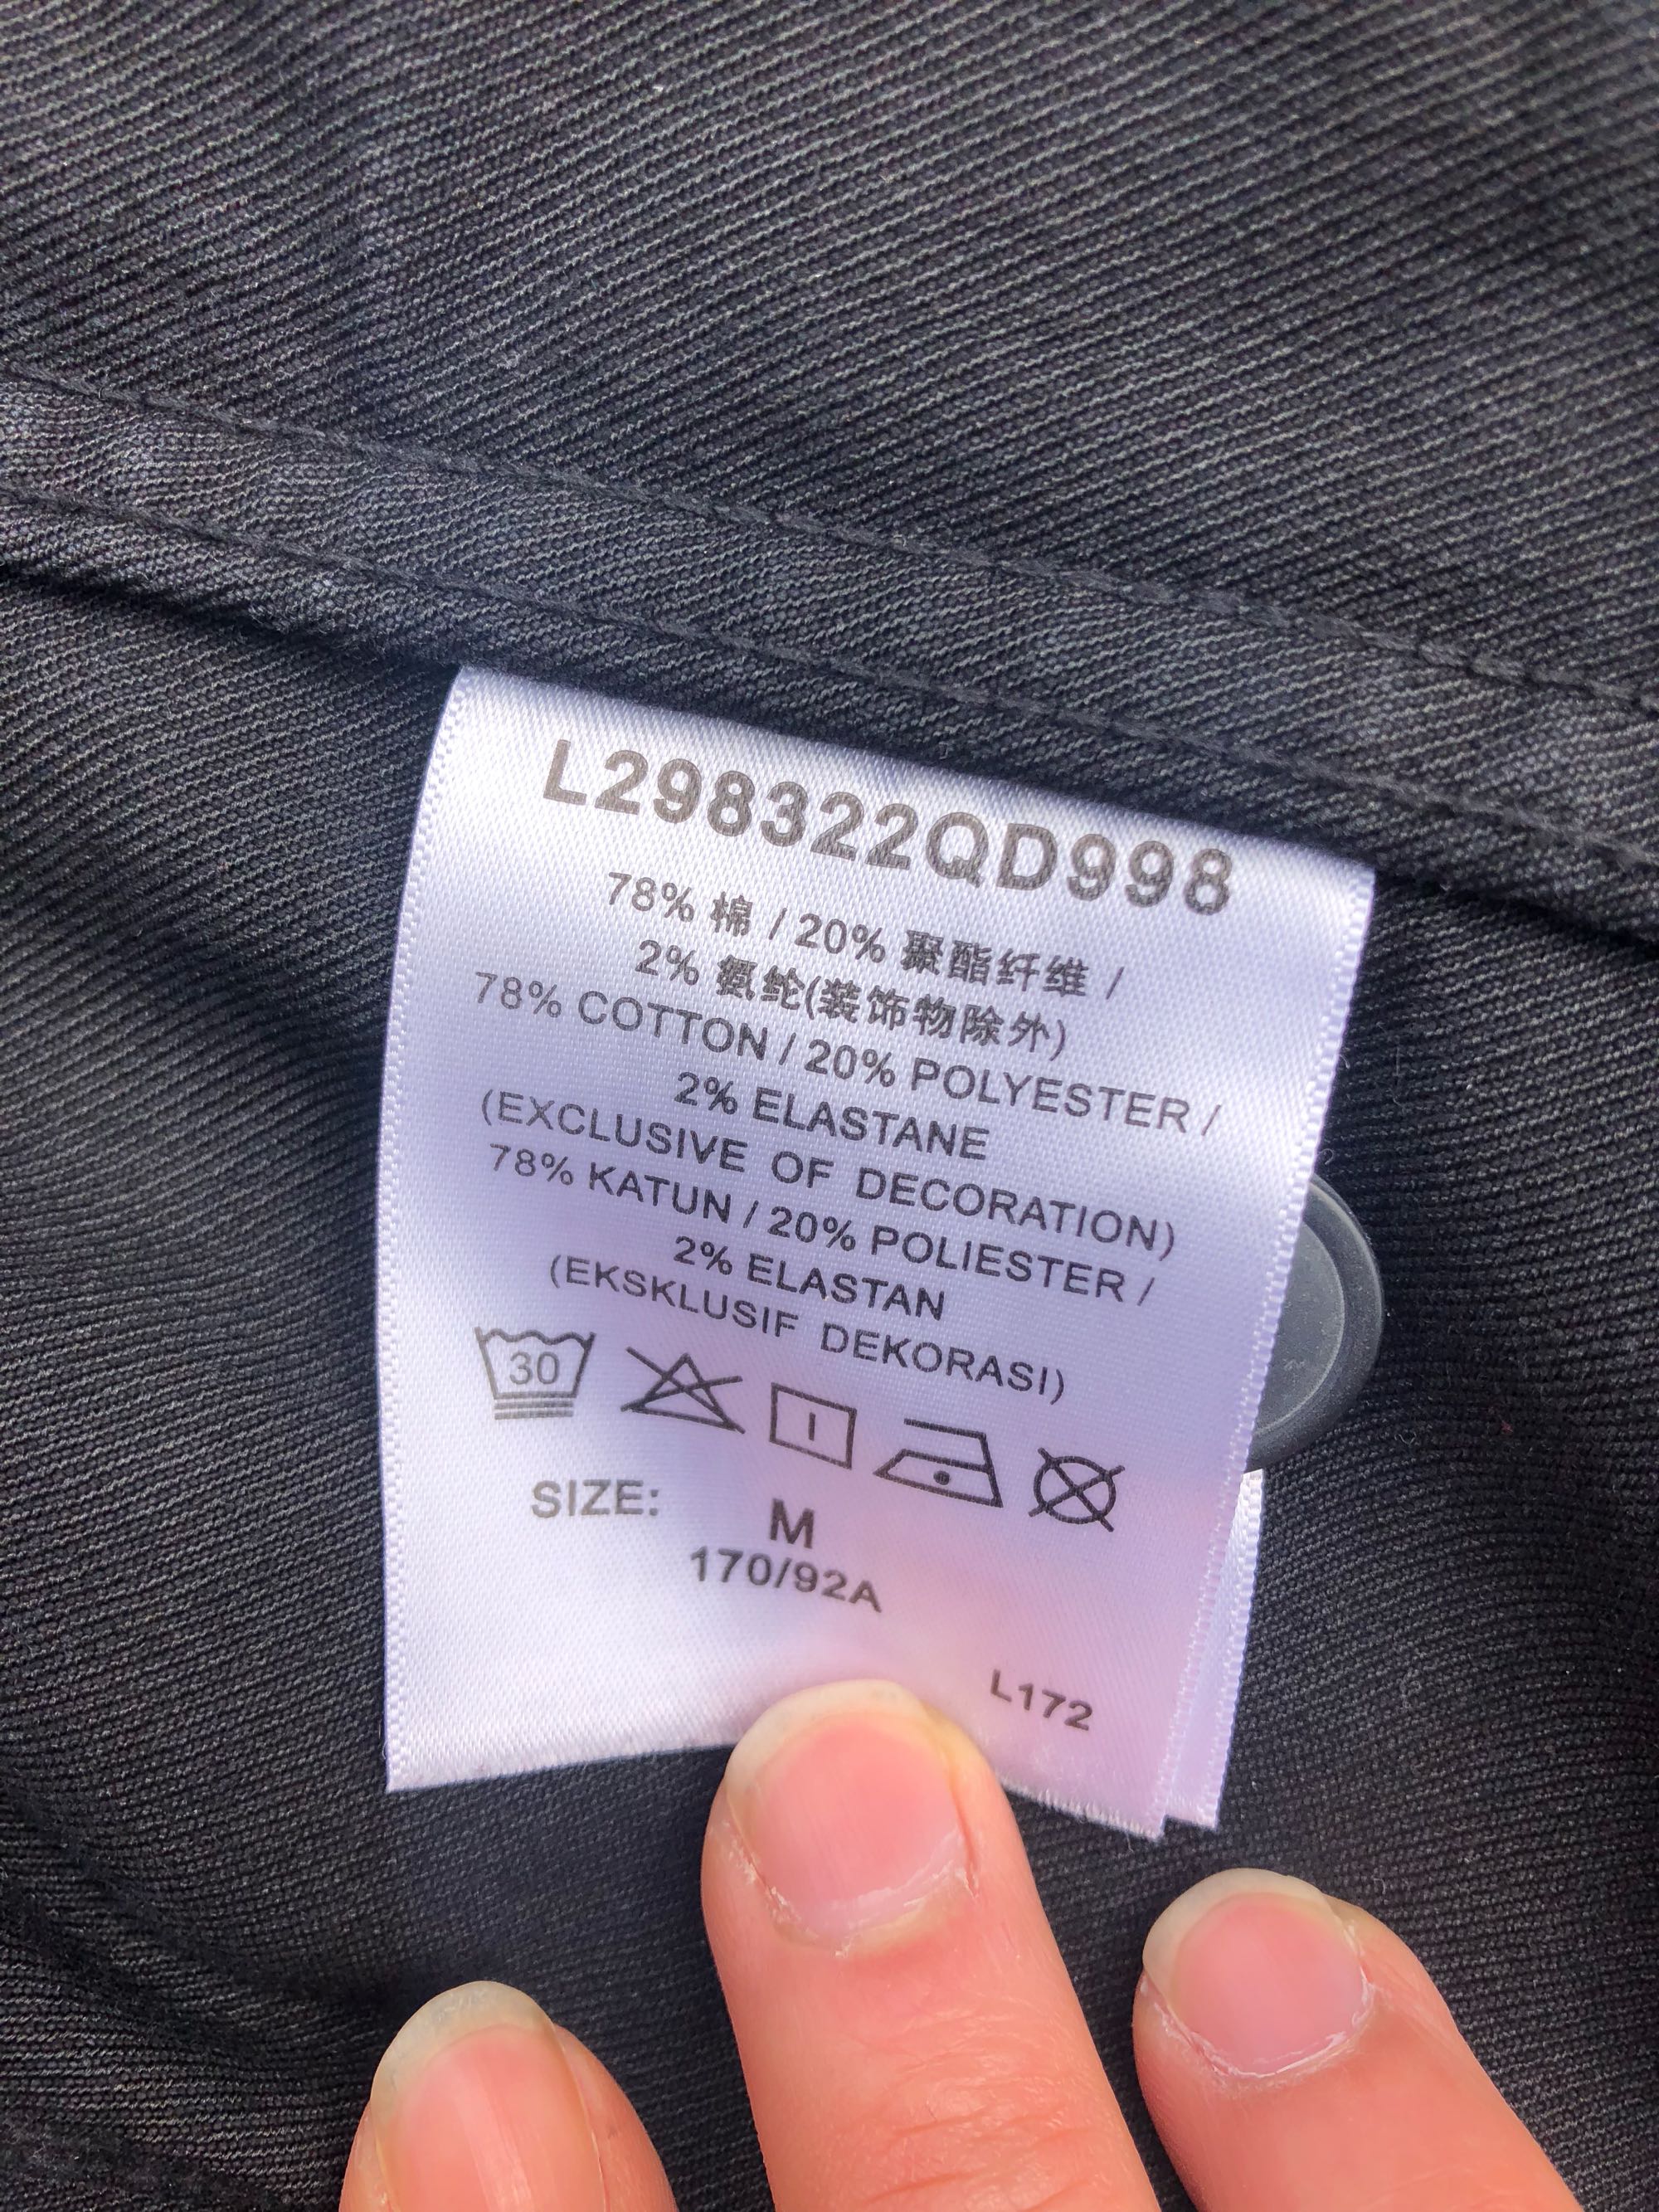 L298322QD998
78% 棉 / 20% 聚酯纤维 /
2% 氨纶(装饰物除外)
78% COTTON / 20% POLYESTER /
2% ELASTANE
(EXCLUSIVE OF DECORATION)
78% KATUN / 20% POLIESTER /
2% ELASTAN
(EKSKLUSIF DEKORASI)
30
SIZE: M
170/92A
L172